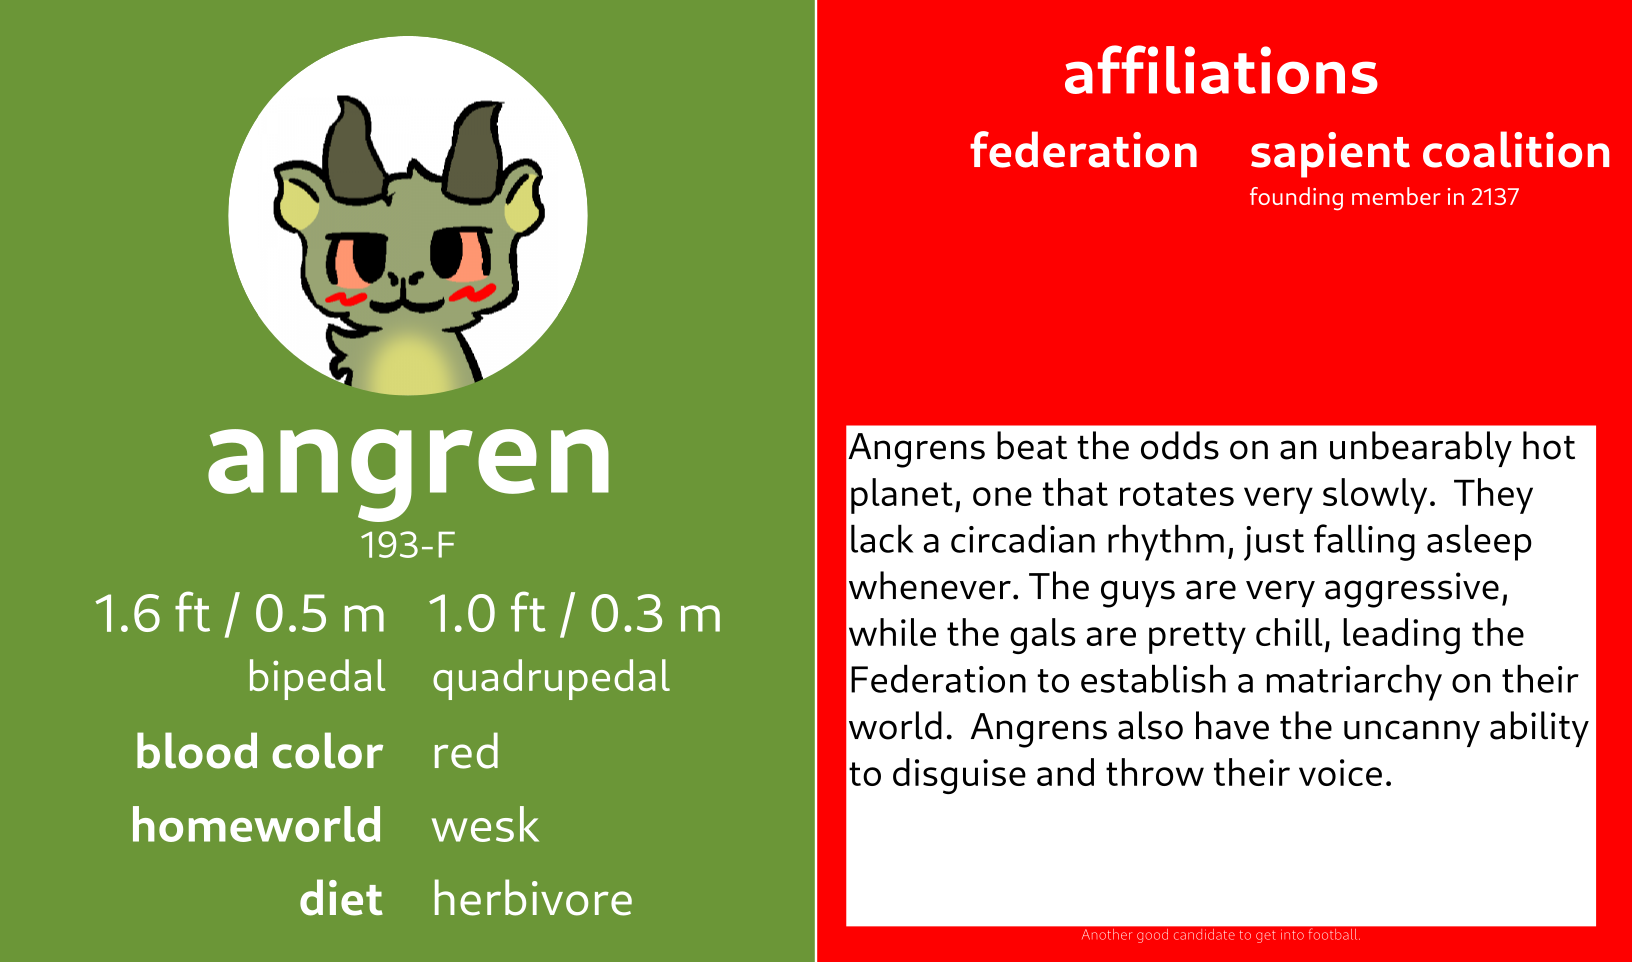 angren
193-F
1.6 ft / 0.5 m 1.0 ft / 0.3 m
bipedal quadrupedal
blood color red
homeworld wesk
diet herbivore
affiliations
federation sapient coalition
founding member in 2137
Angrens beat the odds on an unbearably hot
planet, one that rotates very slowly.  They
lack a circadian rhythm, just falling asleep
whenever. The guys are very aggressive,
while the gals are pretty chill, leading the
Federation to establish a matriarchy on their
world.  Angrens also have the uncanny ability
to disguise and throw their voice.
Another good candidate to get into football.